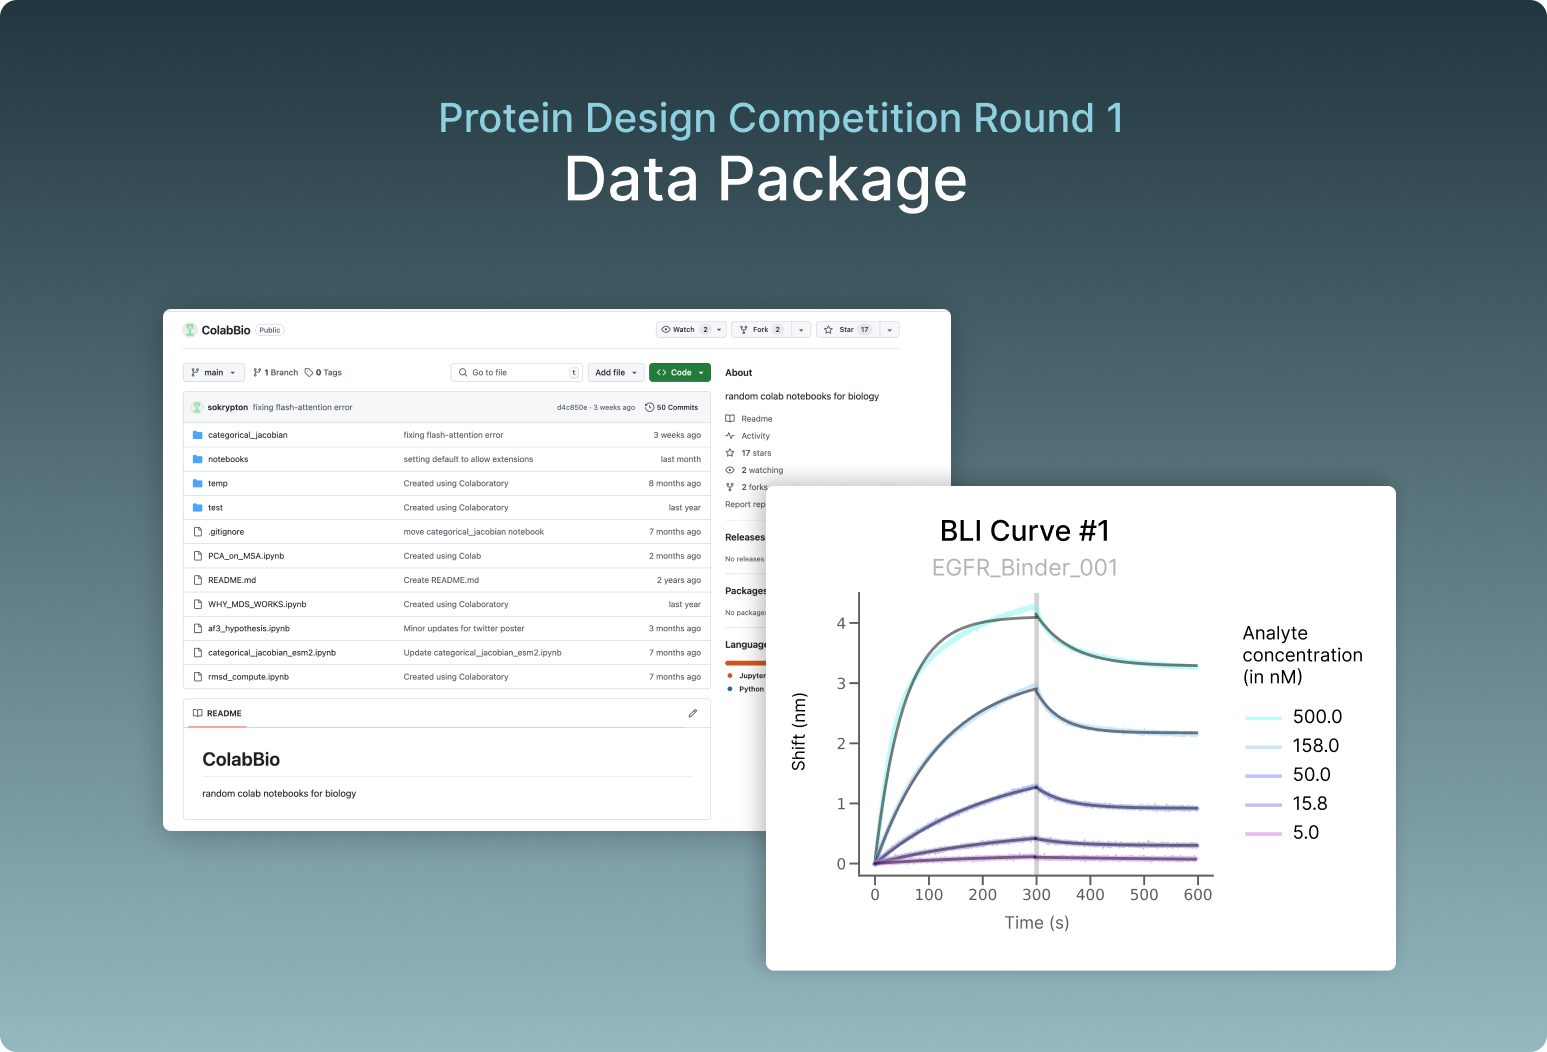 Protein Design Competition Round 1
Data Package
ColabBio Public
Watch 2 Fork 2 Star 17
main 1 Branch 0 Tags Go to file t Add file Code
sokrypton fixing flash-attention error d4c850e · 3 weeks ago 50 Commits
categorical_jacobian fixing flash-attention error 3 weeks ago
notebooks setting default to allow extensions last month
temp Created using Colaboratory 8 months ago
test Created using Colaboratory last year
.gitignore move categorical_jacobian notebook 7 months ago
PCA_on_MSA.ipynb Created using Colab 2 months ago
README.md Create README.md 2 years ago
WHY_MDS_WORKS.ipynb Created using Colaboratory last year
af3_hypothesis.ipynb Minor updates for twitter poster 3 months ago
categorical_jacobian_esm2.ipynb Update categorical_jacobian_esm2.ipynb 7 months ago
rmsd_compute.ipynb Created using Colaboratory 7 months ago
README
ColabBio
random colab notebooks for biology
About
random colab notebooks for biology
Readme
Activity
17 stars
2 watching
2 forks
Report rep
Releases
No releases
Packages
No package
Language
Jupyter
Python
BLI Curve #1
EGFR_Binder_001
Shift (nm)
4
3
2
1
0
0 100 200 300 400 500 600
Time (s)
Analyte
concentration
(in nM)
500.0
158.0
50.0
15.8
5.0